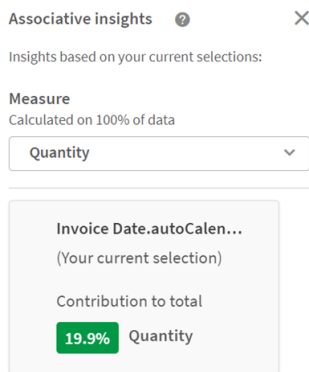 Associative insights ?
Insights based on your current selections:
Measure
Calculated on 100% of data
Quantity
Invoice Date.autoCalen...
(Your current selection)
Contribution to total
19.9% Quantity